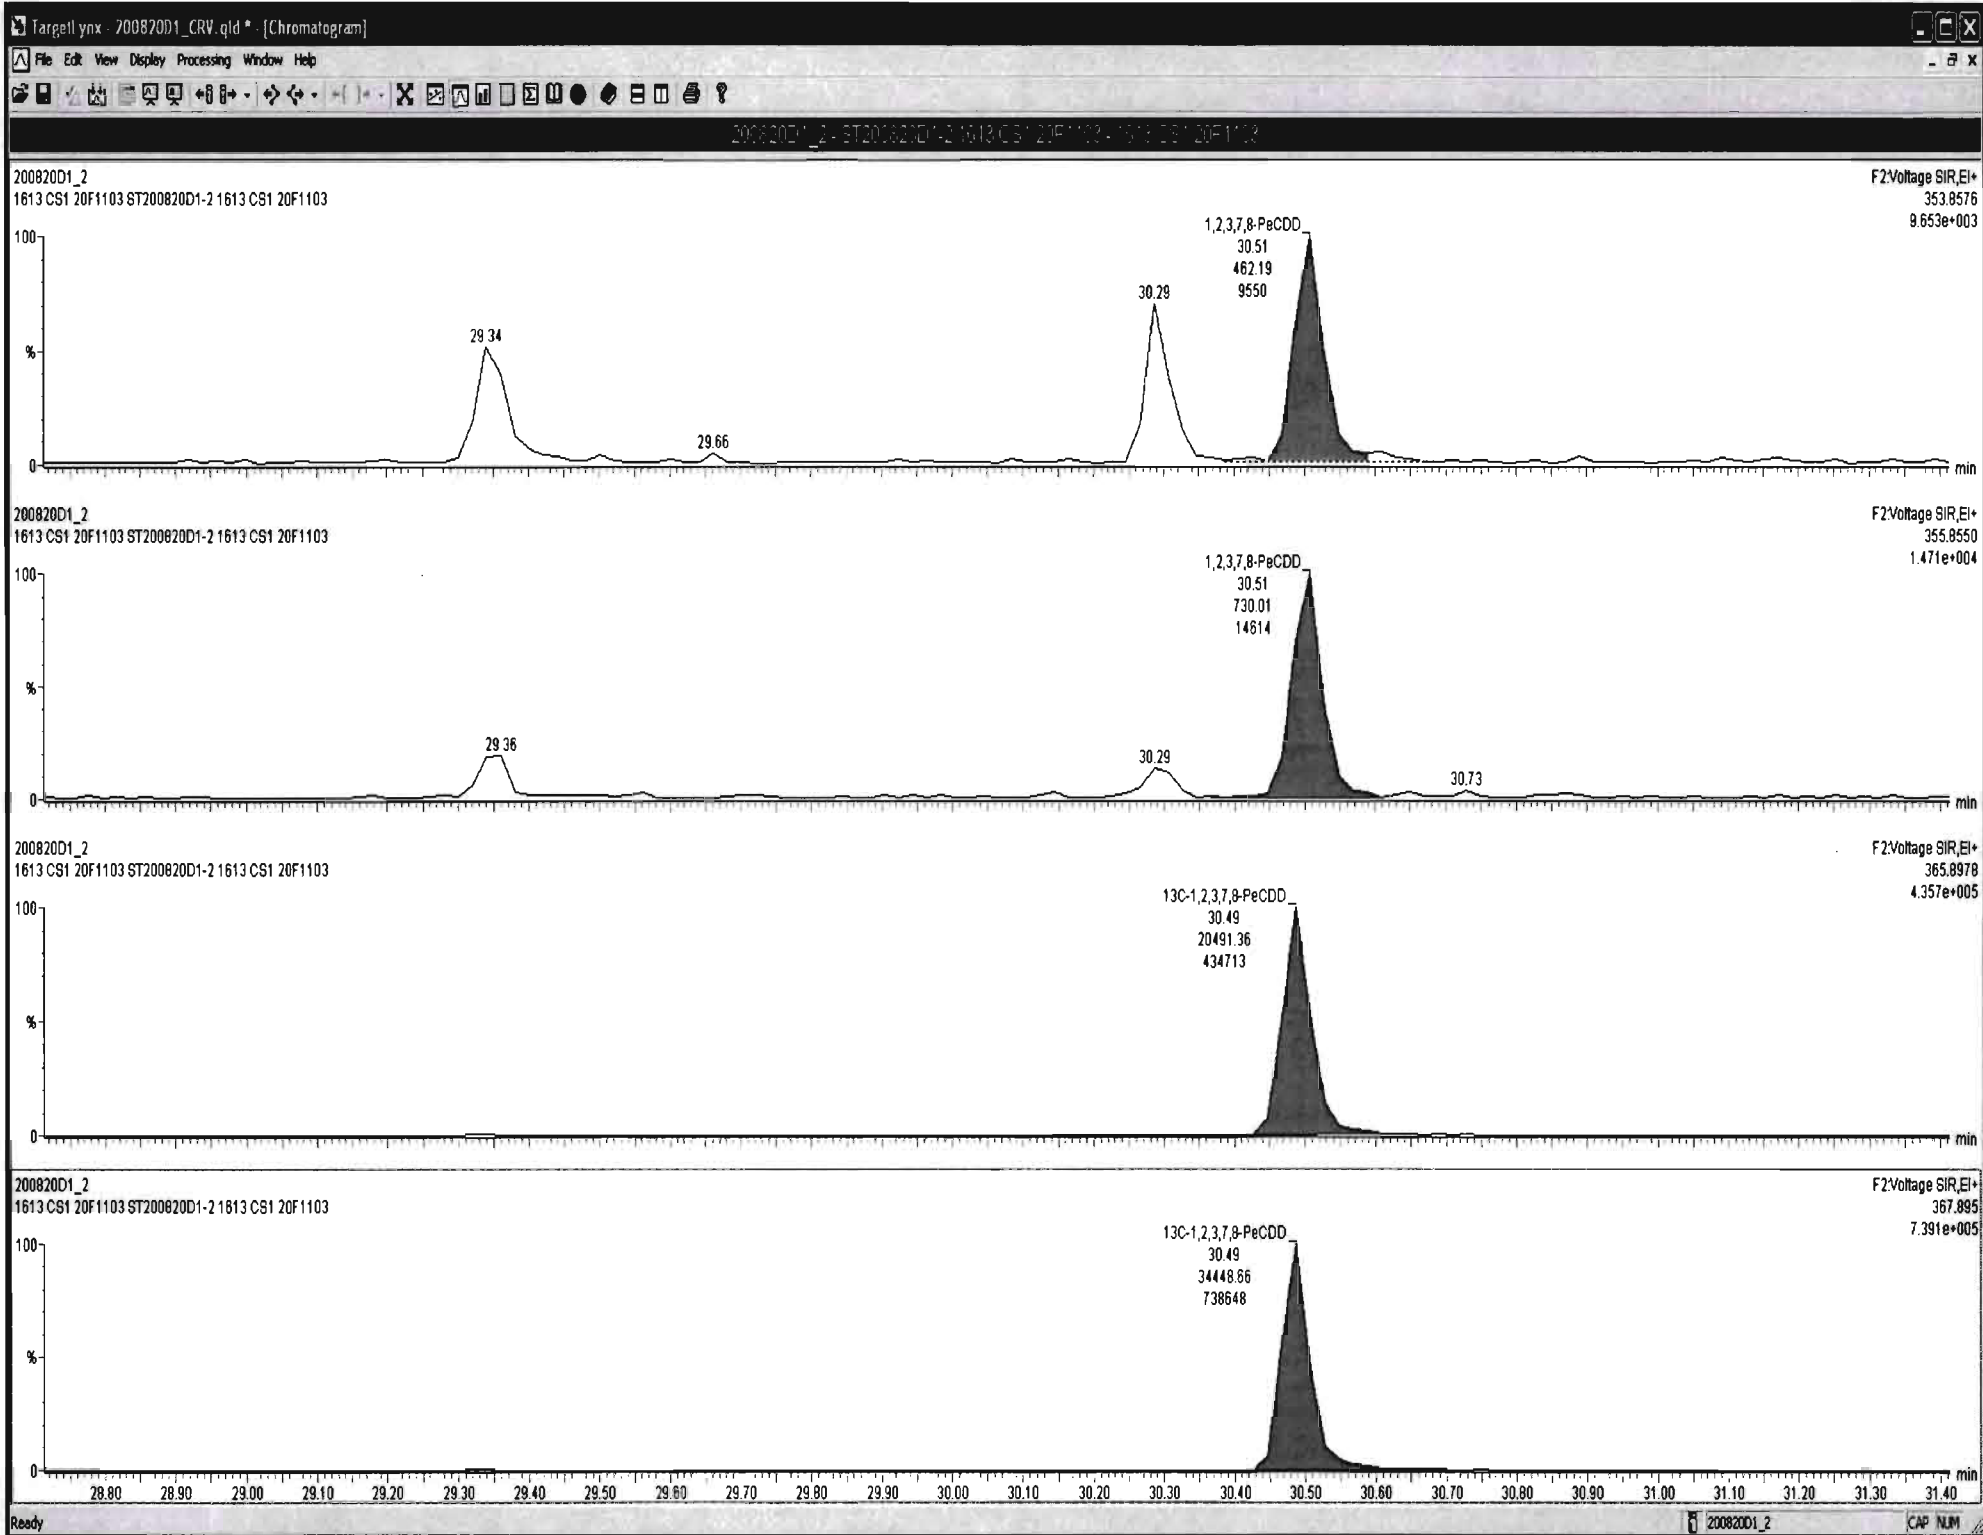 TargetLynx - 200820D1_CRV.qld * - [Chromatogram]
File Edit View Display Processing Window Help
200820D1_2 - ST200820D1-2 1613 CS1 20F1103 - 1613 CS1 20F1103
200820D1_2
1613 CS1 20F1103 ST200820D1-2 1613 CS1 20F1103
F2:Voltage SIR,EI+
353.8576
9.653e+003
100
%
0
29.34
29.66
30.29
1,2,3,7,8-PeCDD
30.51
462.19
9550
min
200820D1_2
1613 CS1 20F1103 ST200820D1-2 1613 CS1 20F1103
F2:Voltage SIR,EI+
355.8550
1.471e+004
100
%
0
29.36
30.29
1,2,3,7,8-PeCDD
30.51
730.01
14614
30.73
min
200820D1_2
1613 CS1 20F1103 ST200820D1-2 1613 CS1 20F1103
F2:Voltage SIR,EI+
365.8978
4.357e+005
100
%
0
13C-1,2,3,7,8-PeCDD
30.49
20491.36
434713
min
200820D1_2
1613 CS1 20F1103 ST200820D1-2 1613 CS1 20F1103
F2:Voltage SIR,EI+
367.895
7.391e+005
100
%
0
13C-1,2,3,7,8-PeCDD
30.49
34448.66
738648
min
28.80 28.90 29.00 29.10 29.20 29.30 29.40 29.50 29.60 29.70 29.80 29.90 30.00 30.10 30.20 30.30 30.40 30.50 30.60 30.70 30.80 30.90 31.00 31.10 31.20 31.30 31.40
Ready
200820D1_2
CAP NUM